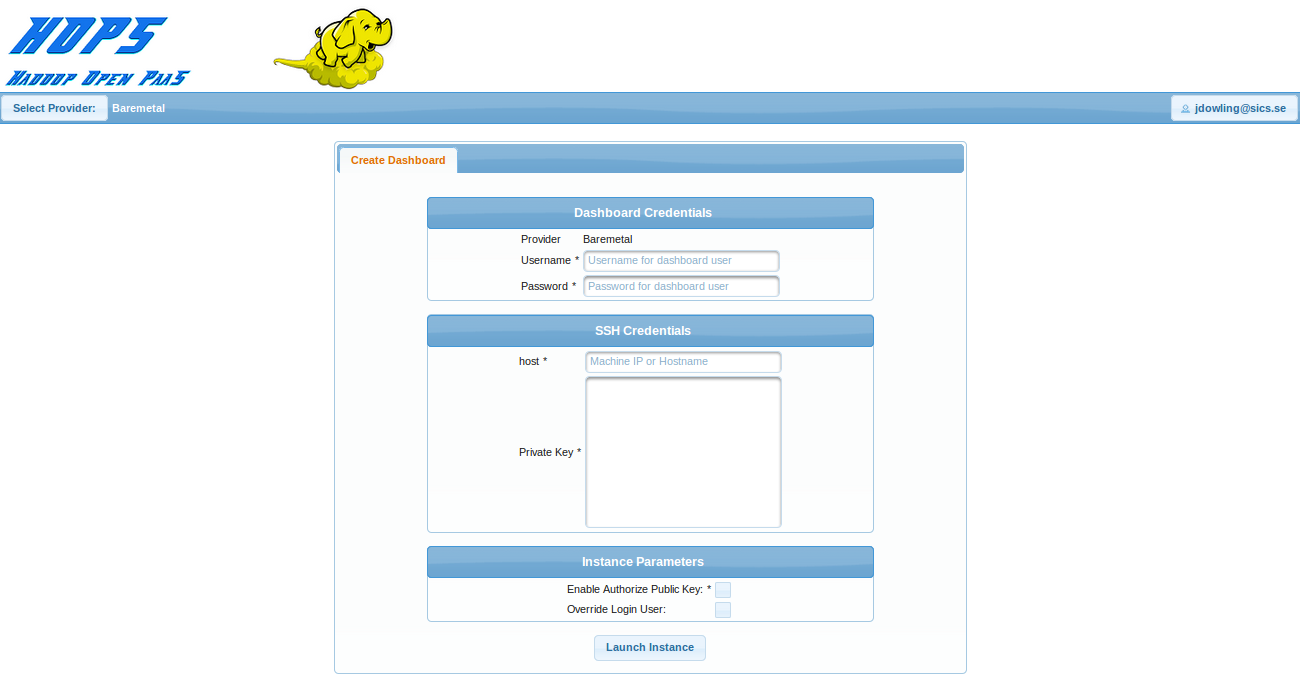 HOPS
Hadoop Open PaaS
Select Provider: Baremetal jdowling@sics.se
Create Dashboard
Dashboard Credentials
Provider Baremetal
Username * Username for dashboard user
Password * Password for dashboard user
SSH Credentials
host * Machine IP or Hostname
Private Key *
Instance Parameters
Enable Authorize Public Key: *
Override Login User:
Launch Instance